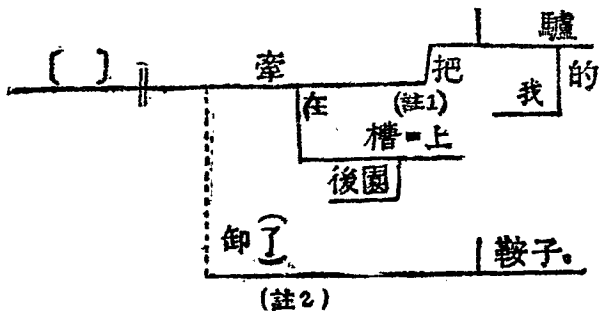 驢
〔 〕 牽 把 的
在 (註1) 我
槽=上
後園
卸(了) 鞍子。
(註2)